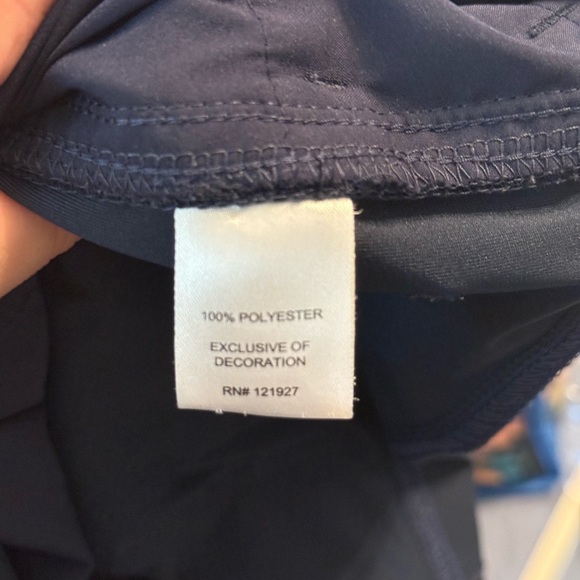 100% POLYESTER
EXCLUSIVE OF
DECORATION
RN# 121927